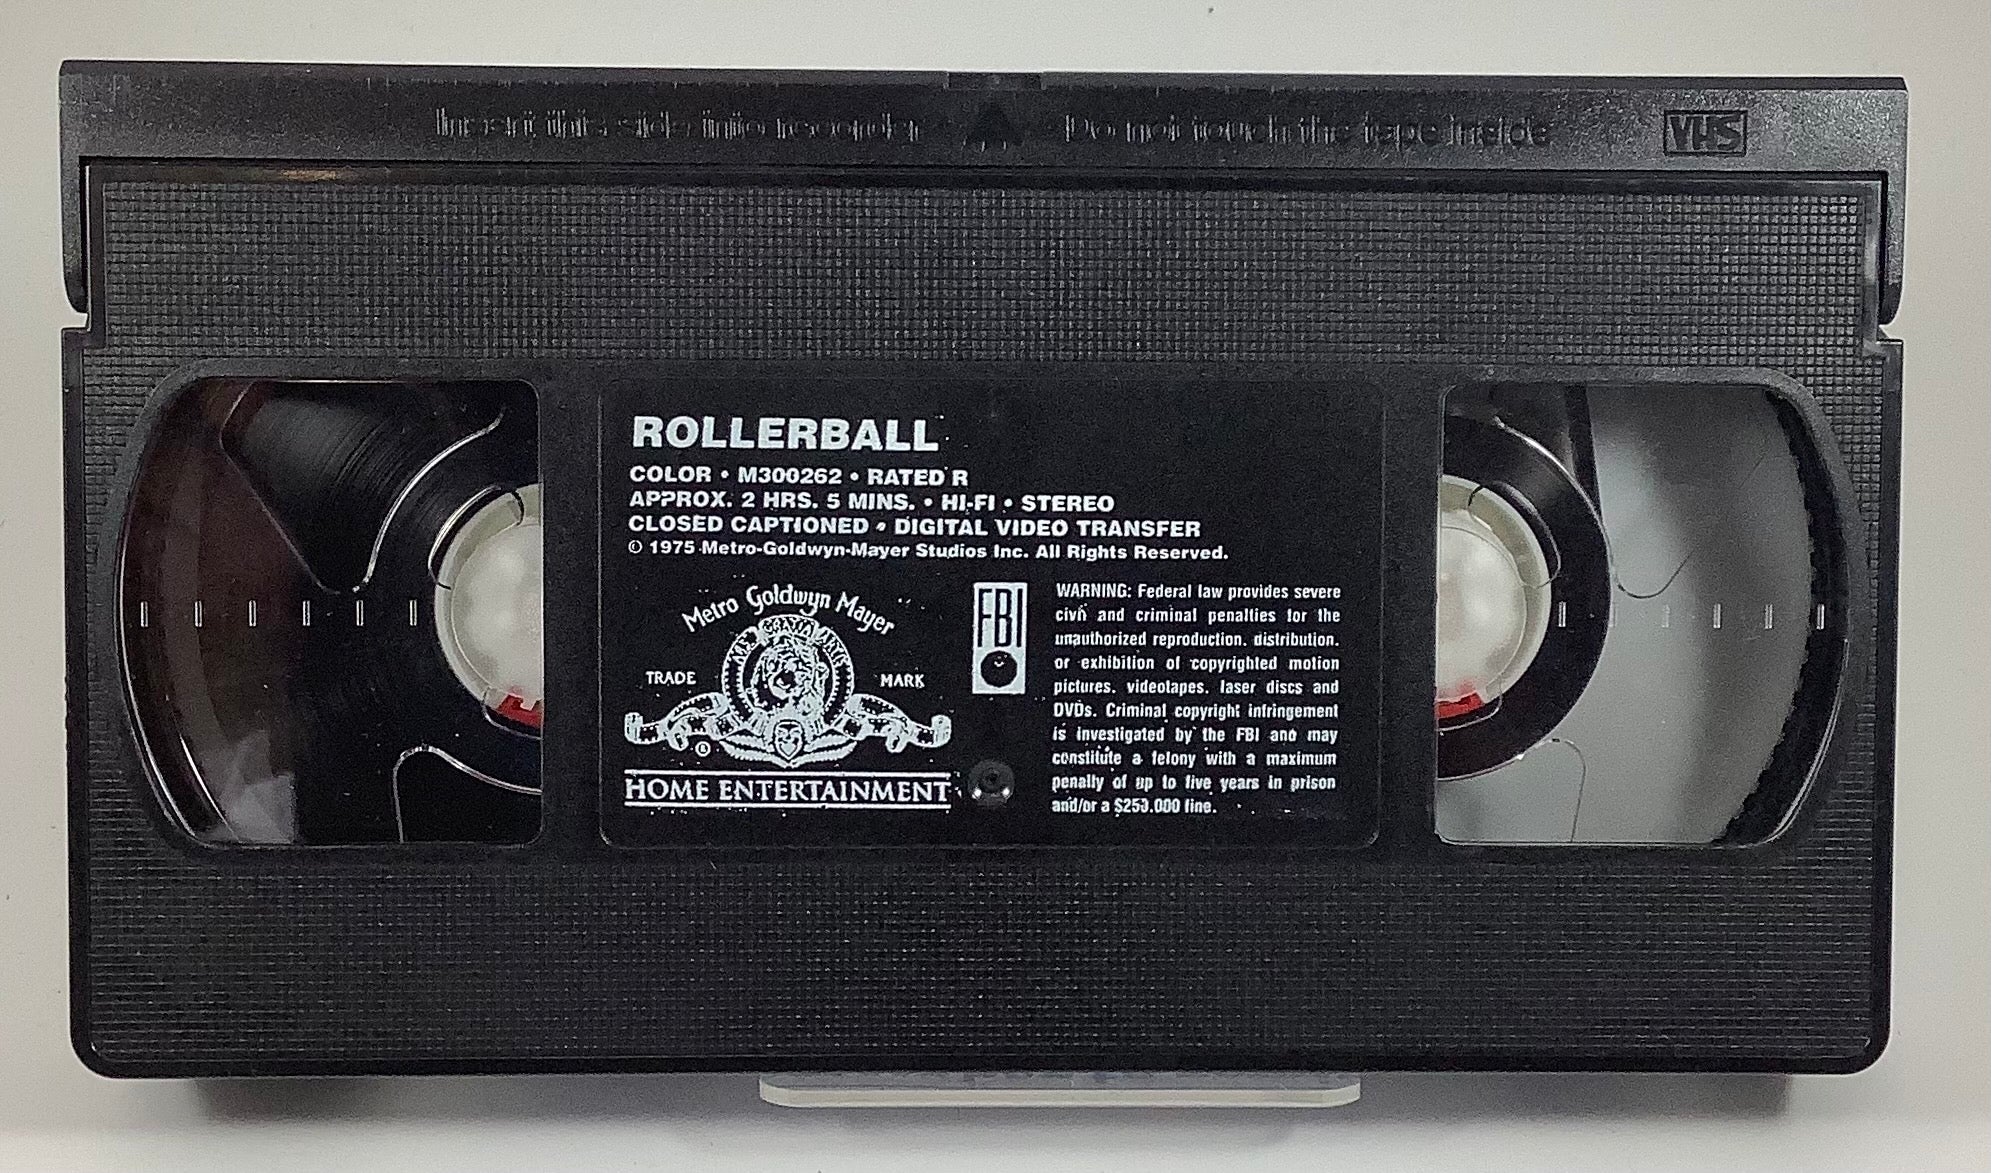 Insert this side into recorder ▲ Do not touch the tape inside VHS
ROLLERBALL
COLOR • M300262 • RATED R
APPROX. 2 HRS. 5 MINS. • HI-FI • STEREO
CLOSED CAPTIONED • DIGITAL VIDEO TRANSFER
© 1975 Metro-Goldwyn-Mayer Studios Inc. All Rights Reserved.
Metro Goldwyn Mayer
ARS GRATIA ARTIS
TRADE MARK
®
HOME ENTERTAINMENT
FBI
WARNING: Federal law provides severe
civil and criminal penalties for the
unauthorized reproduction, distribution,
or exhibition of copyrighted motion
pictures, videotapes, laser discs and
DVDs. Criminal copyright infringement
is investigated by the FBI and may
constitute a felony with a maximum
penalty of up to five years in prison
and/or a $250,000 fine.